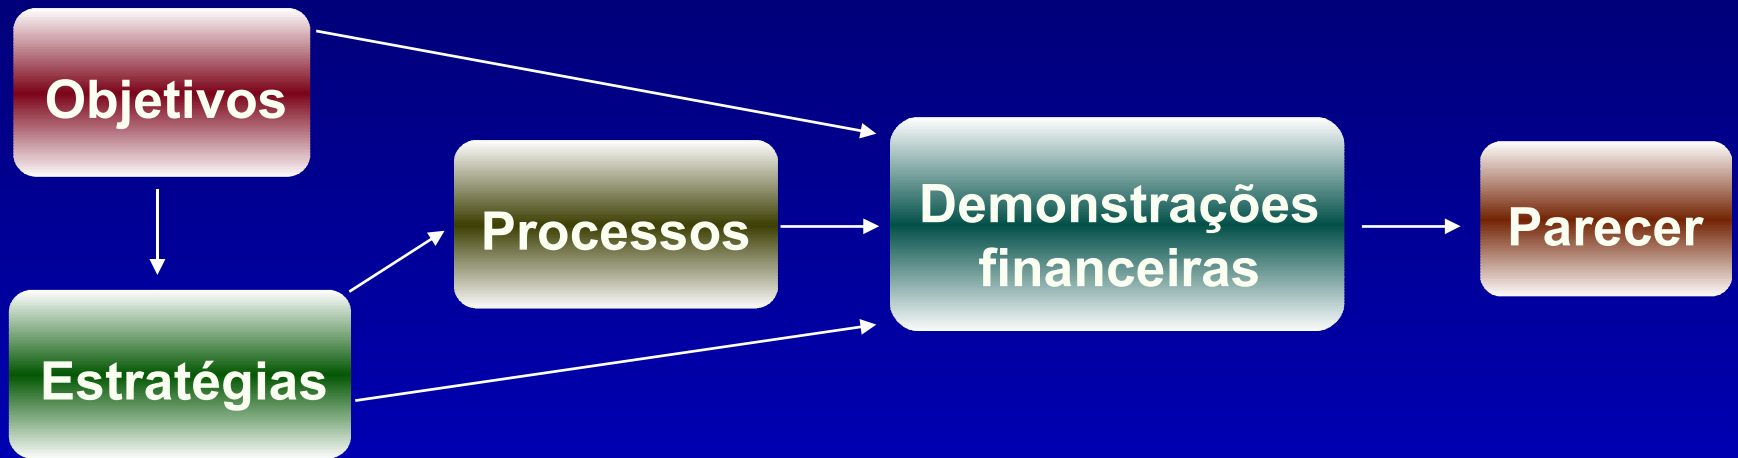 Objetivos
Estratégias
Processos
Demonstrações
financeiras
Parecer